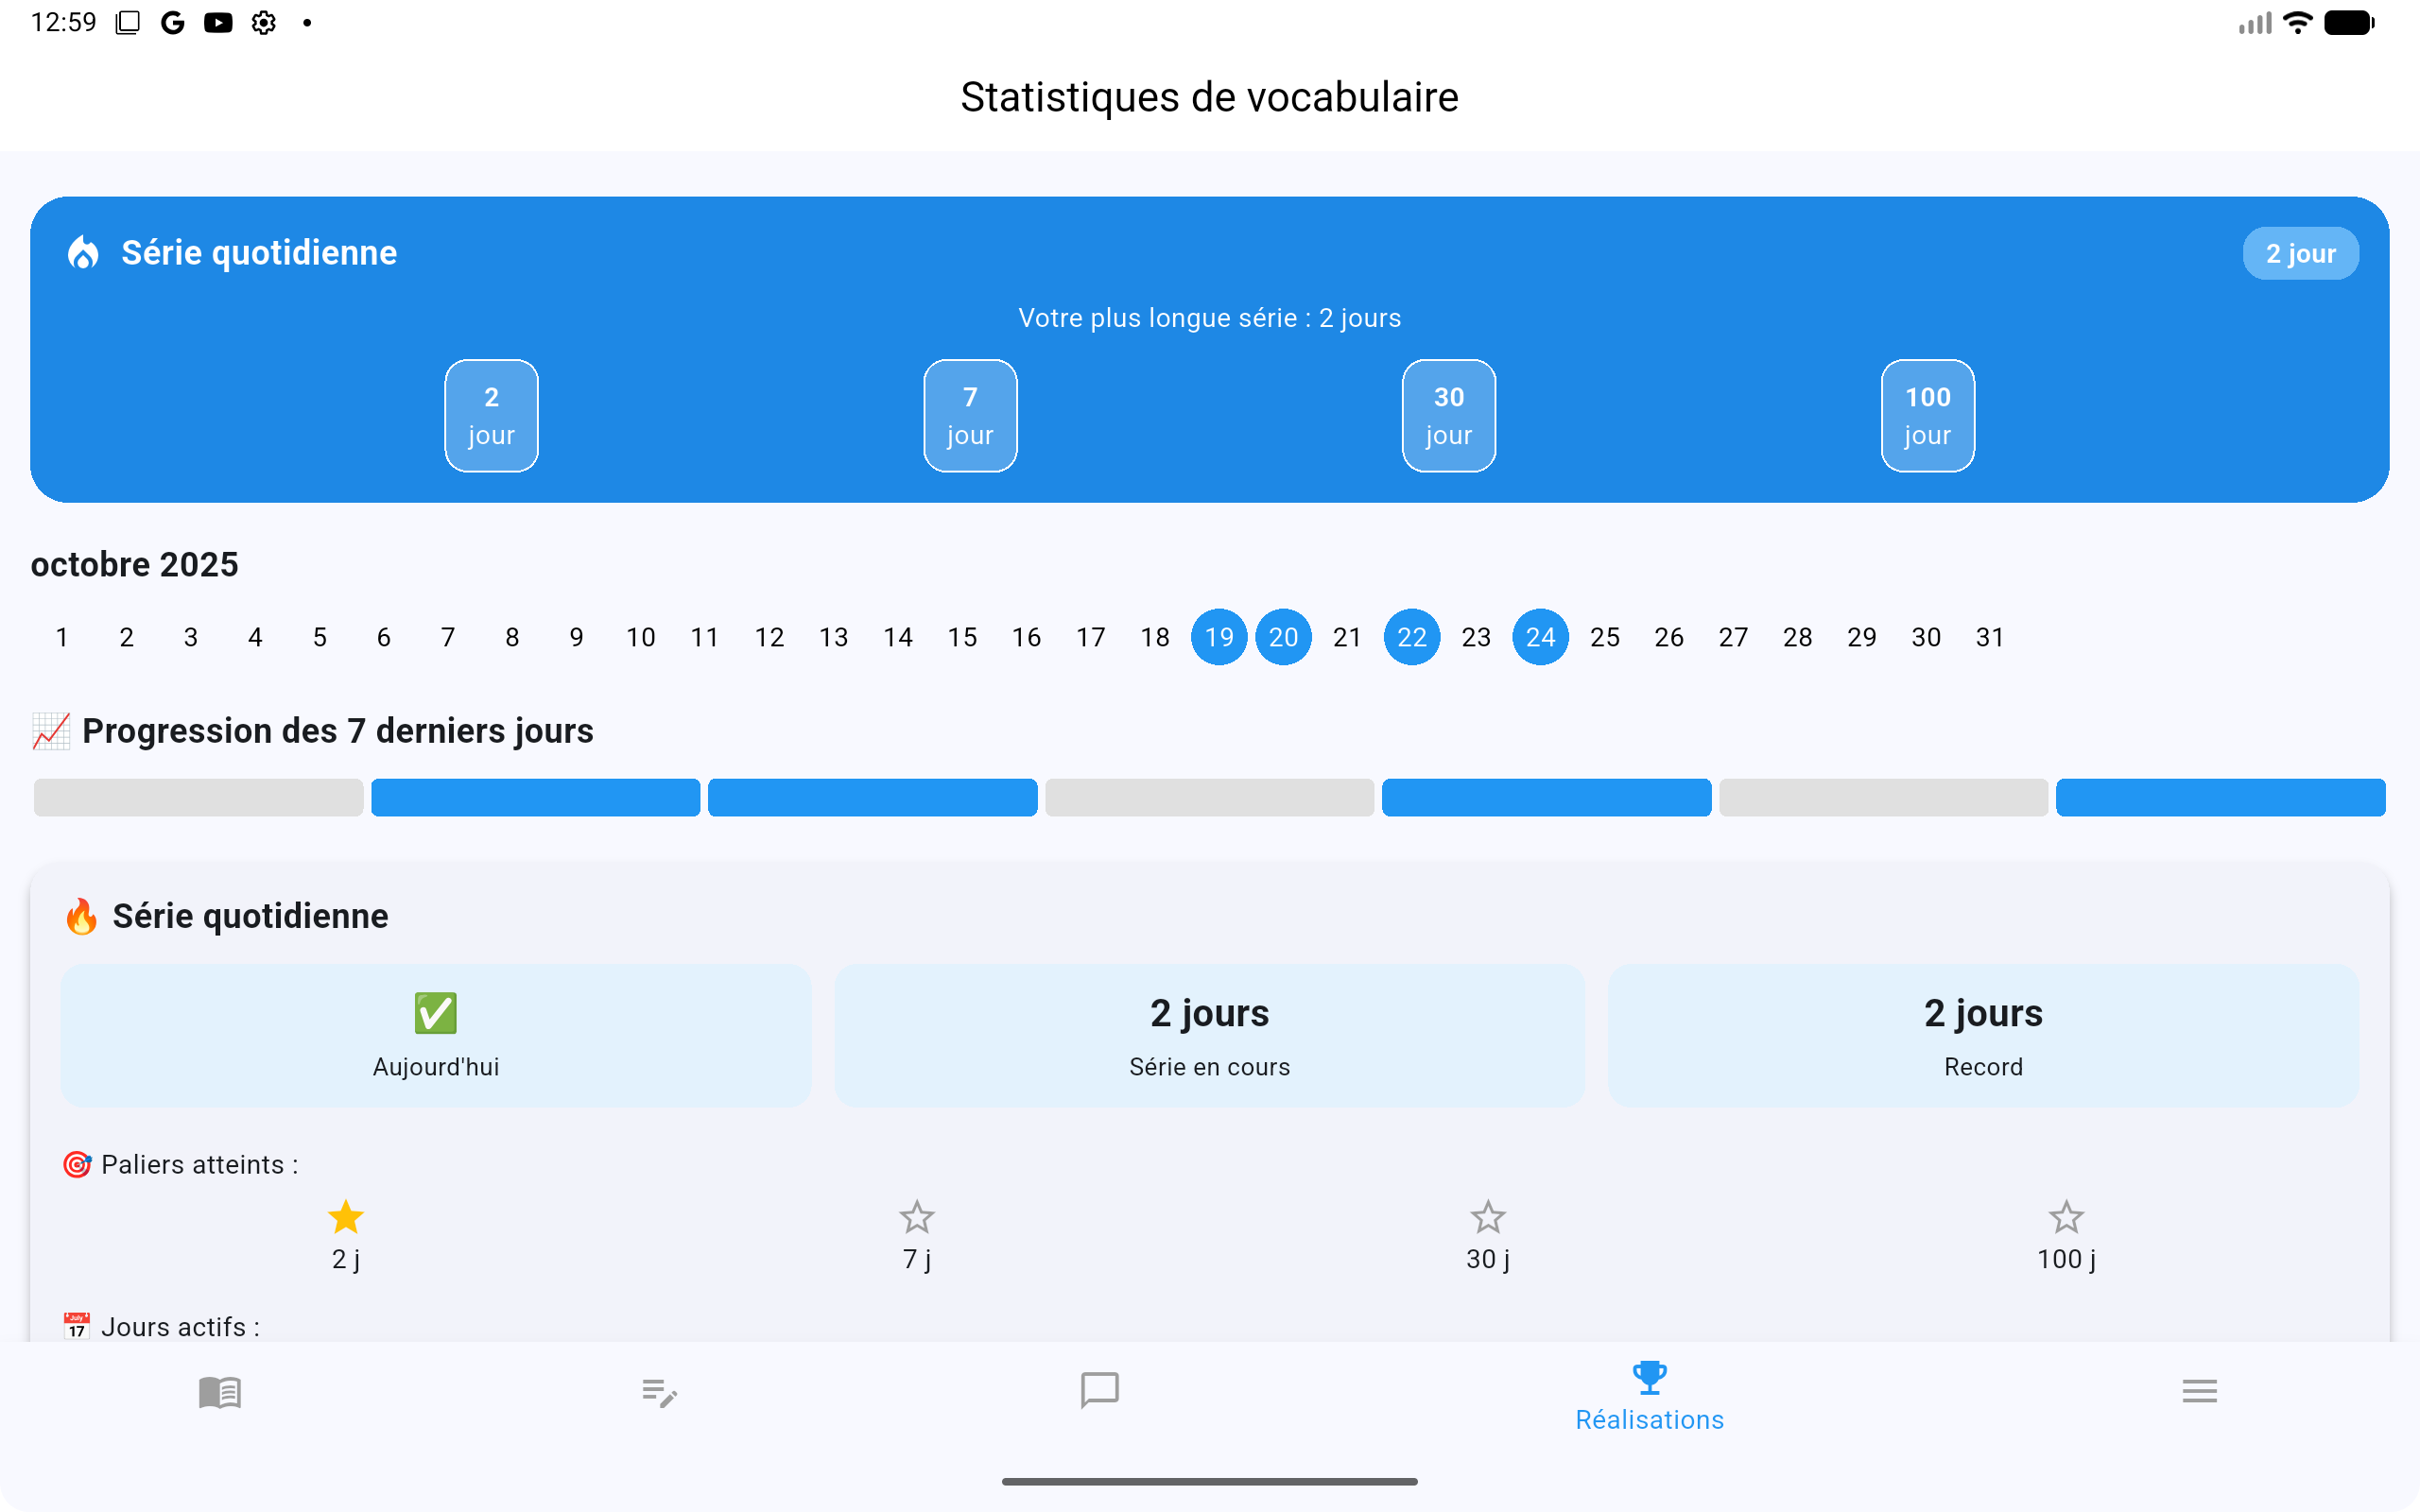 12:59
Statistiques de vocabulaire
Série quotidienne
2 jour
Votre plus longue série : 2 jours
2 7 30 100
jour jour jour jour
octobre 2025
1 2 3 4 5 6 7 8 9 10 11 12 13 14 15 16 17 18 19 20 21 22 23 24 25 26 27 28 29 30 31
Progression des 7 derniers jours
Série quotidienne
2 jours 2 jours
Aujourd'hui Série en cours Record
Paliers atteints :
2 j 7 j 30 j 100 j
Jours actifs :
Réalisations